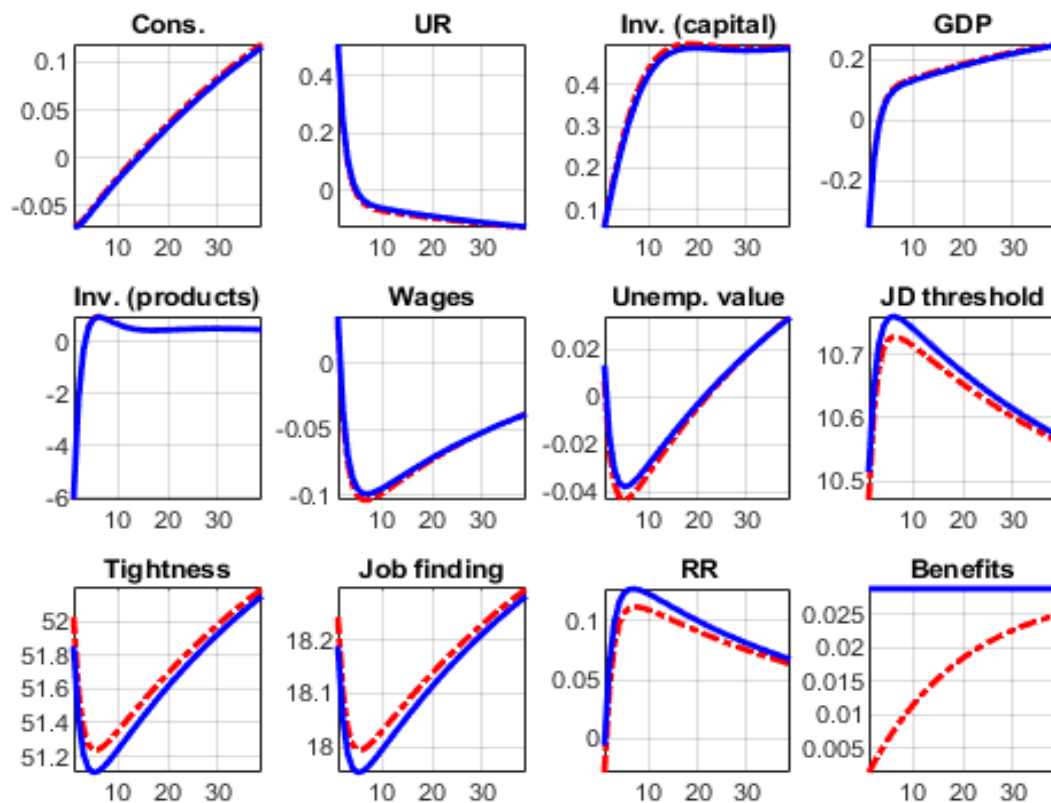 Cons. UR Inv. (capital) GDP
0.1
0.05
0
-0.05
10 20 30
0.4
0.2
0
10 20 30
0.4
0.3
0.2
0.1
10 20 30
0.2
0
-0.2
10 20 30
Inv. (products) Wages Unemp. value JD threshold
0
-2
-4
-6
10 20 30
0
-0.05
-0.1
10 20 30
0.02
0
-0.02
-0.04
10 20 30
10.7
10.6
10.5
10 20 30
Tightness Job finding RR Benefits
52
51.8
51.6
51.4
51.2
10 20 30
18.2
18.1
18
10 20 30
0.1
0.05
0
10 20 30
0.025
0.02
0.015
0.01
0.005
10 20 30